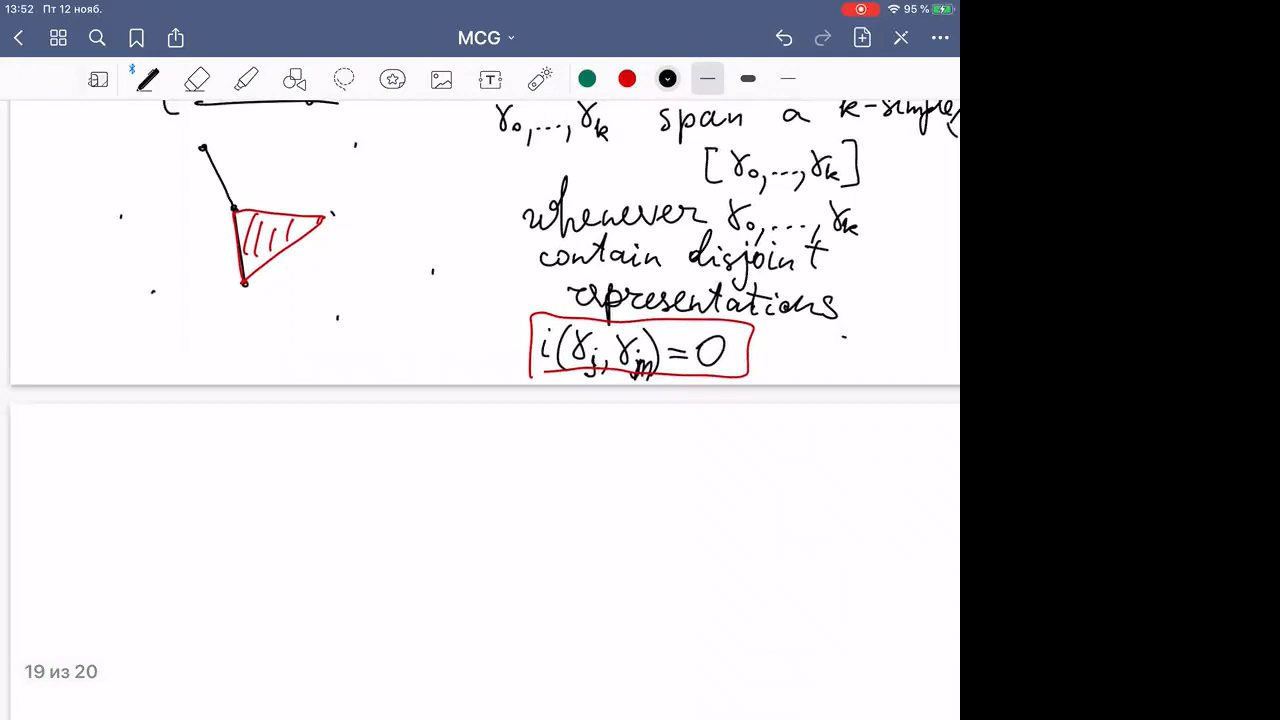 13:52 Пт 12 нояб.
95 %
MCG
γ₀,...,γₖ span a k-simplex
[γ₀,...,γₖ]
whenever γ₀,...,γₖ
contain disjoint
representations
i(γⱼ, γₘ) = 0
19 из 20